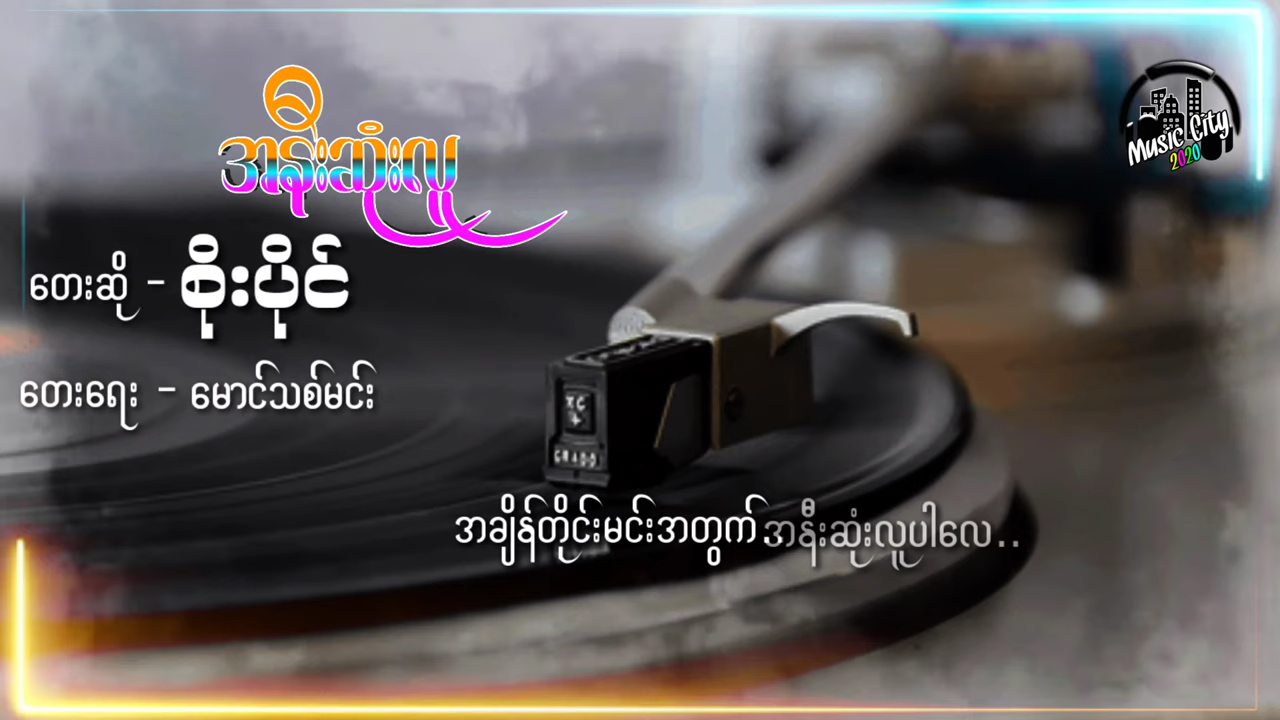 အနီးဆုံးလူ
Music City
2020
တေးဆို - စိုးပိုင်
တေးရေး - မောင်သစ်မင်း
GRADO
အချိန်တိုင်းမင်းအတွက် အနီးဆုံးလူပါလေ..